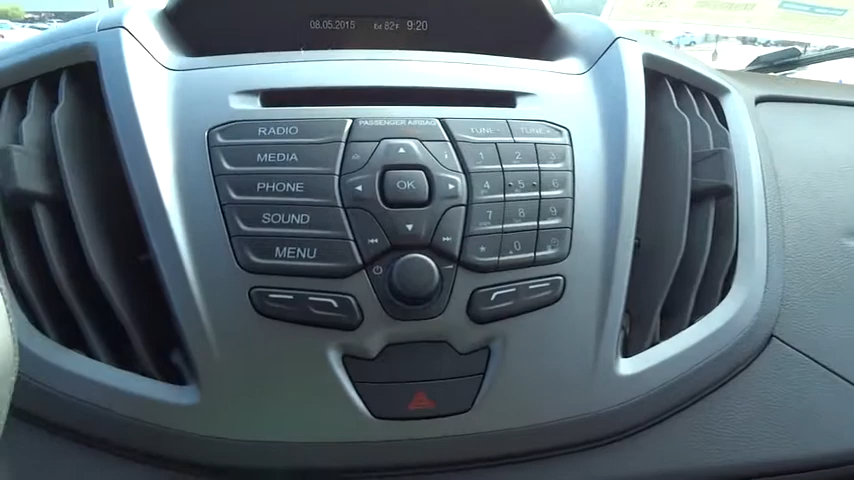 08.05.2015 Ext 82°F 9:20
PASSENGER AIRBAG
RADIO
MEDIA
PHONE
SOUND
MENU
OK
TUNE - TUNE +
1 2 3
4 5 6
7 8 9
* 0 #